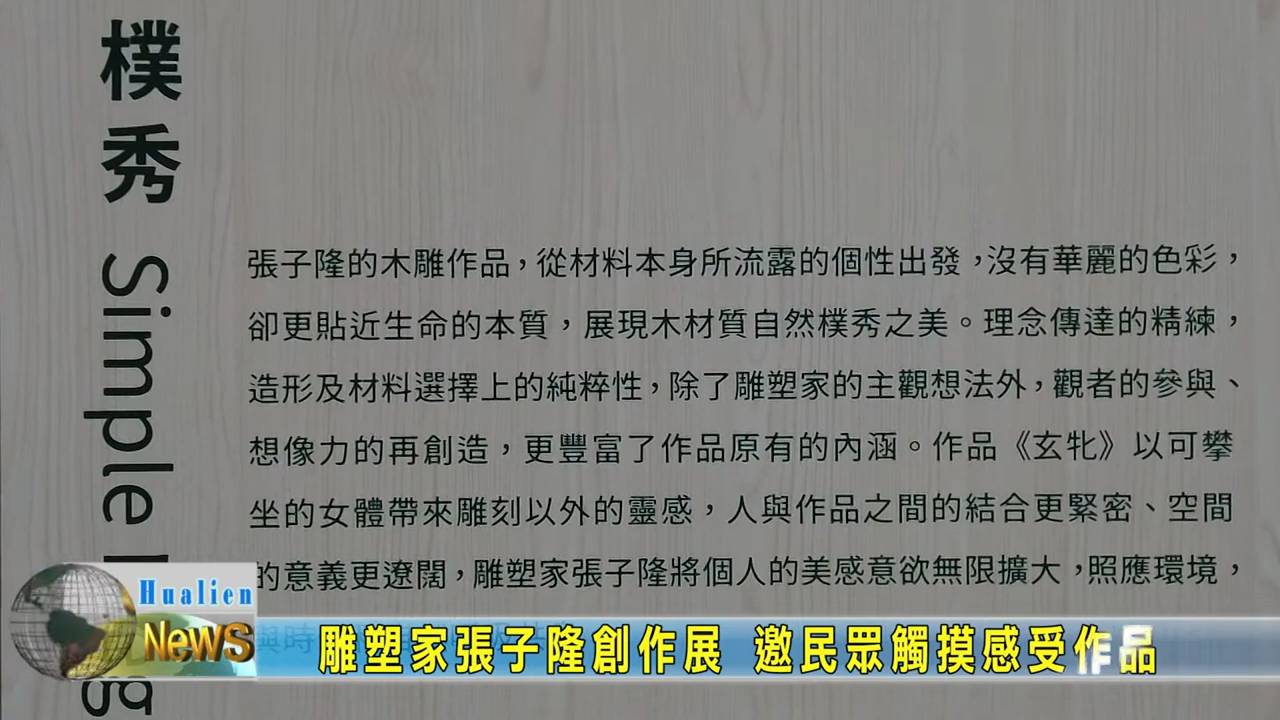 樸秀 Simple
張子隆的木雕作品，從材料本身所流露的個性出發，沒有華麗的色彩，
卻更貼近生命的本質，展現木材質自然樸秀之美。理念傳達的精練，
造形及材料選擇上的純粹性，除了雕塑家的主觀想法外，觀者的參與、
想像力的再創造，更豐富了作品原有的內涵。作品《玄牝》以可攀
坐的女體帶來雕刻以外的靈感，人與作品之間的結合更緊密、空間
的意義更遼闊，雕塑家張子隆將個人的美感意欲無限擴大，照應環境，
與時
Hualien
News
雕塑家張子隆創作展 邀民眾觸摸感受作品